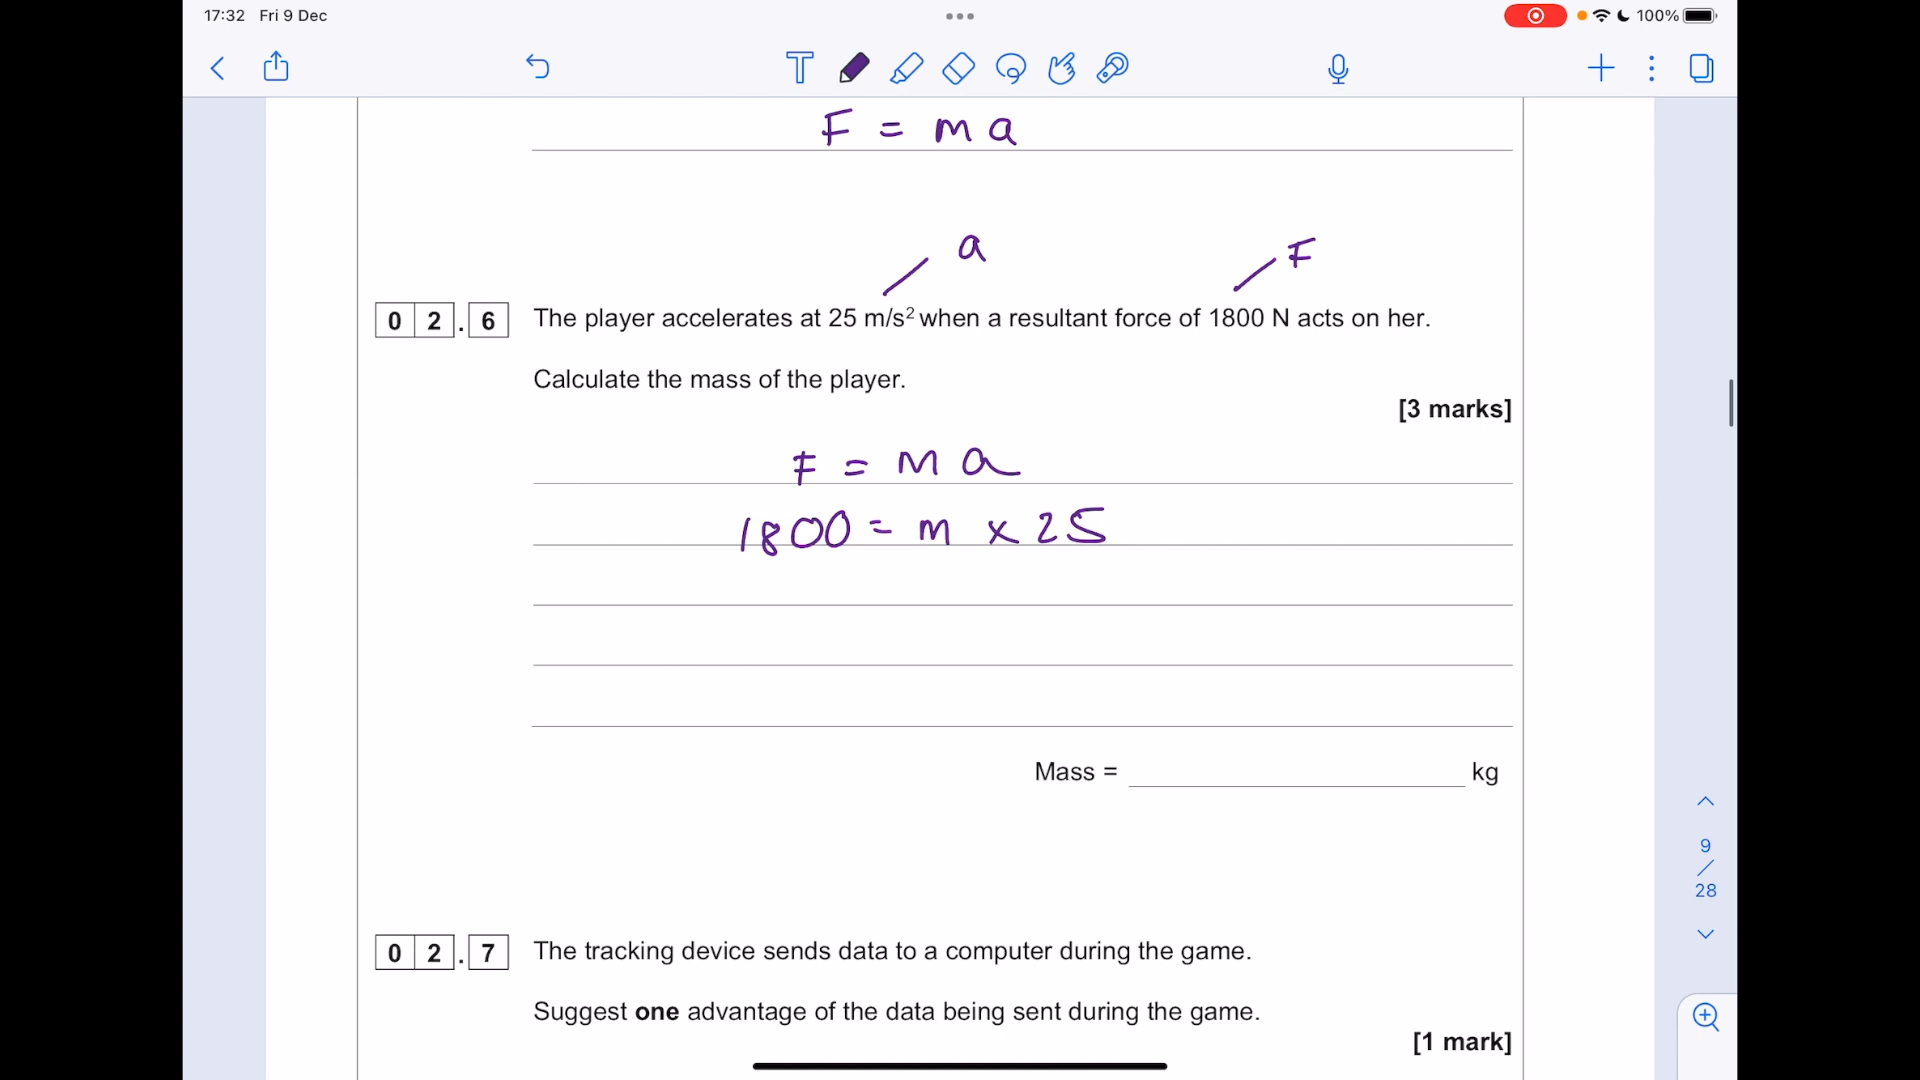 17:32 Fri 9 Dec
100%
F = m a
a
F
0 2 . 6 The player accelerates at 25 m/s² when a resultant force of 1800 N acts on her.
Calculate the mass of the player.
[3 marks]
F = m a
1800 = m × 25
Mass = kg
9
/
28
0 2 . 7 The tracking device sends data to a computer during the game.
Suggest one advantage of the data being sent during the game.
[1 mark]